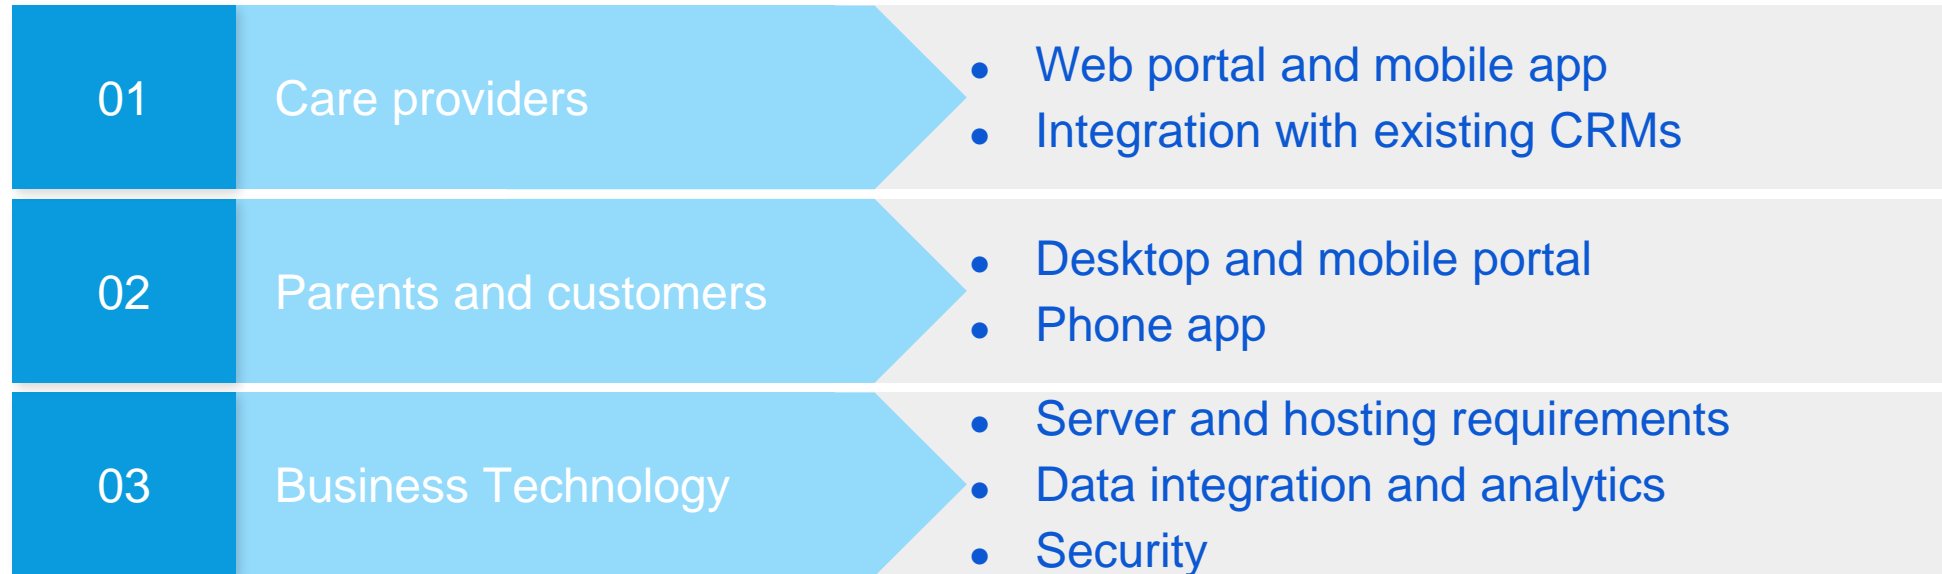 01
Care providers
● Web portal and mobile app
● Integration with existing CRMs
02
Parents and customers
● Desktop and mobile portal
● Phone app
03
Business Technology
● Server and hosting requirements
● Data integration and analytics
● Security